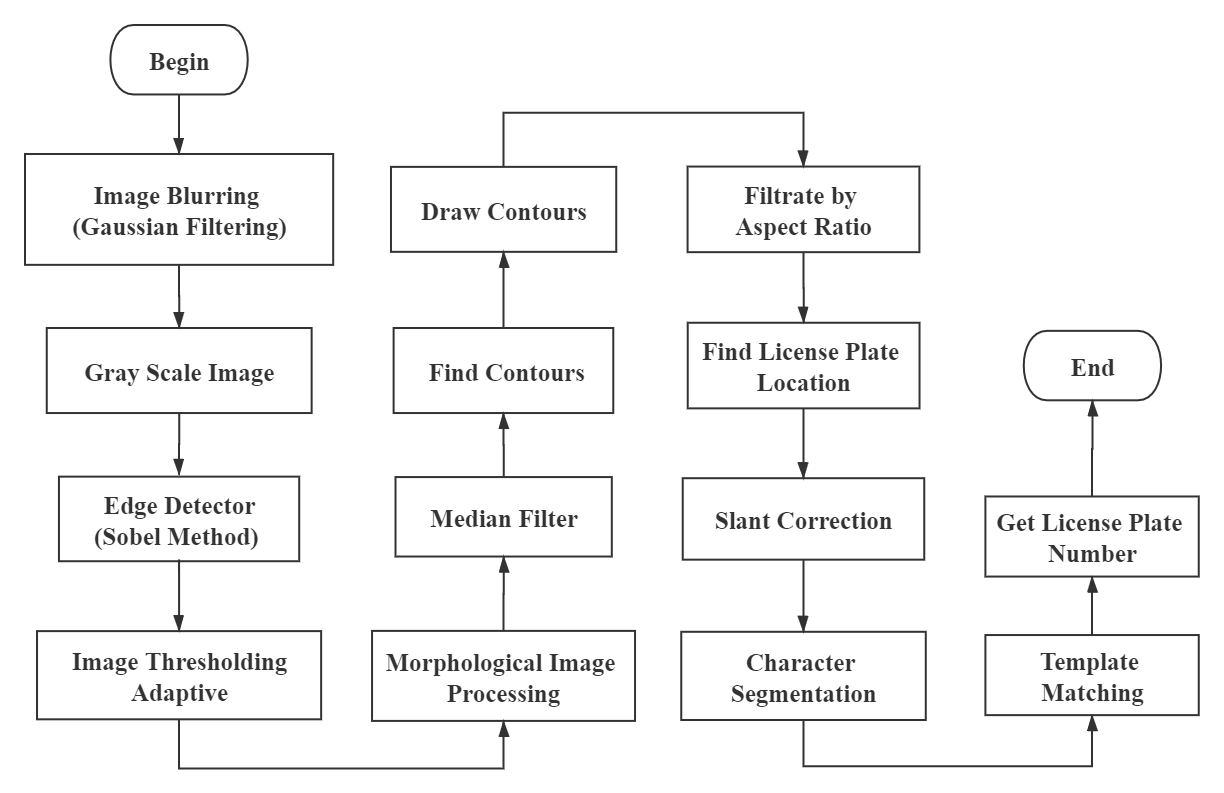 Begin
Image Blurring
(Gaussian Filtering)
Gray Scale Image
Edge Detector
(Sobel Method)
Image Thresholding
Adaptive
Morphological Image
Processing
Median Filter
Find Contours
Draw Contours
Filtrate by
Aspect Ratio
Find License Plate
Location
Slant Correction
Character
Segmentation
Template
Matching
Get License Plate
Number
End